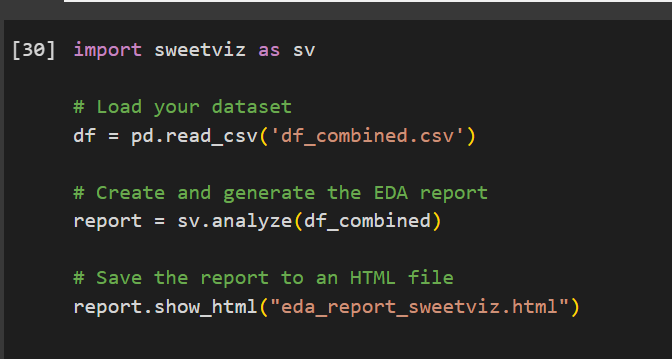 [30] import sweetviz as sv
# Load your dataset
df = pd.read_csv('df_combined.csv')
# Create and generate the EDA report
report = sv.analyze(df_combined)
# Save the report to an HTML file
report.show_html("eda_report_sweetviz.html")